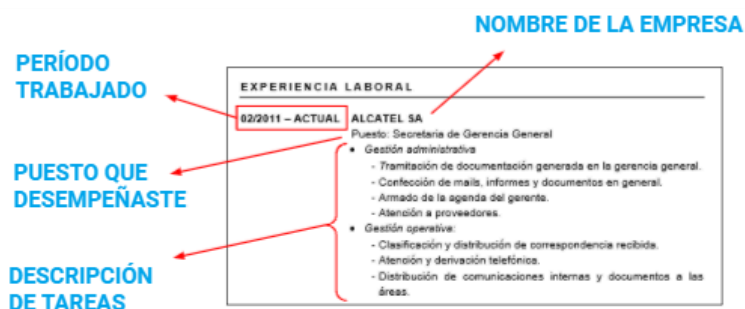 NOMBRE DE LA EMPRESA
PERÍODO
TRABAJADO
EXPERIENCIA LABORAL
02/2011 – ACTUAL ALCATEL SA
Puesto: Secretaria de Gerencia General
PUESTO QUE
DESEMPEÑASTE
• Gestión administrativa
- Tramitación de documentación generada en la gerencia general.
- Confección de mails, informes y documentos en general.
- Armado de la agenda del gerente.
- Atención a proveedores.
• Gestión operativa:
- Clasificación y distribución de correspondencia recibida.
- Atención y derivación telefónica.
- Distribución de comunicaciones internas y documentos a las
áreas.
DESCRIPCIÓN
DE TAREAS